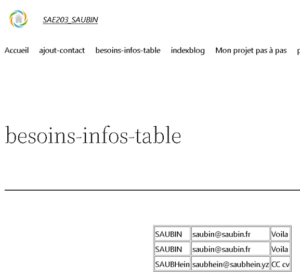 SAE203_SAUBIN
Accueil ajout-contact besoins-infos-table indexblog Mon projet pas à pas
besoins-infos-table
SAUBIN saubin@saubin.fr Voila
SAUBIN saubin@saubin.fr Voila
SAUBHein saubhein@saubhein.yz CC cv